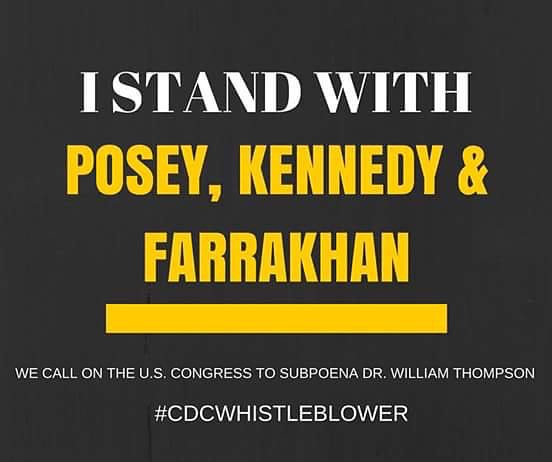 I STAND WITH
POSEY, KENNEDY &
FARRAKHAN
WE CALL ON THE U.S. CONGRESS TO SUBPOENA DR. WILLIAM THOMPSON
#CDCWHISTLEBLOWER